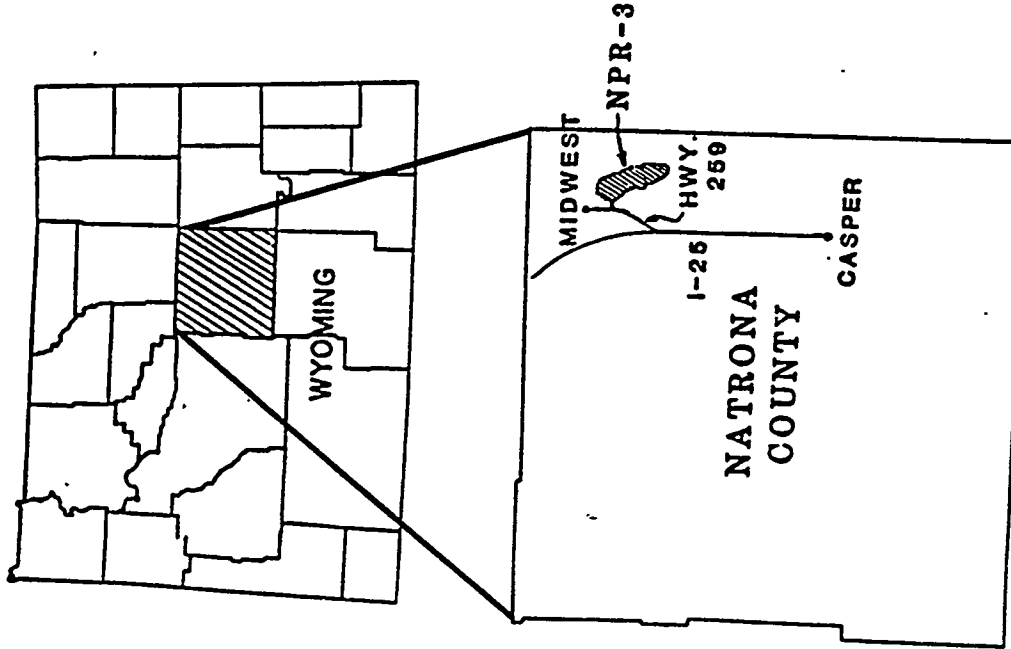 WYOMING
MIDWEST
NPR-3
HWY.
259
I-25
CASPER
NATRONA
COUNTY